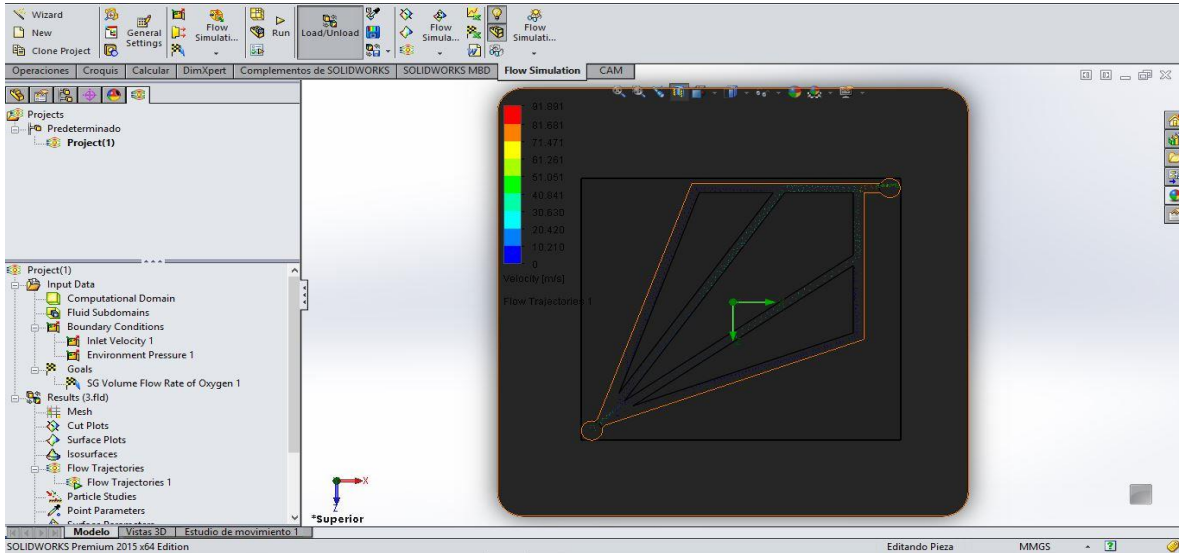 Wizard
New
Clone Project
General Settings
Flow Simulati...
Run
Load/Unload
Flow Simula...
Flow Simulati...
Operaciones Croquis Calcular DimXpert Complementos de SOLIDWORKS SOLIDWORKS MBD Flow Simulation CAM
Projects
Predeterminado
Project(1)
Project(1)
Input Data
Computational Domain
Fluid Subdomains
Boundary Conditions
Inlet Velocity 1
Environment Pressure 1
Goals
SG Volume Flow Rate of Oxygen 1
Results (3.fld)
Mesh
Cut Plots
Surface Plots
Isosurfaces
Flow Trajectories
Flow Trajectories 1
Particle Studies
Point Parameters
Surface Parameters
91.891
81.681
71.471
61.261
51.051
40.841
30.630
20.420
10.210
0
Velocity [m/s]
Flow Trajectories 1
X
Z
*Superior
Modelo Vistas 3D Estudio de movimiento 1
SOLIDWORKS Premium 2015 x64 Edition Editando Pieza MMGS